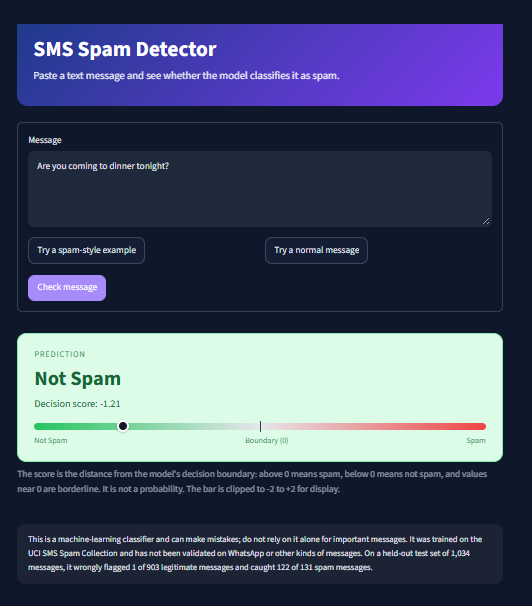 SMS Spam Detector
Paste a text message and see whether the model classifies it as spam.
Message
Are you coming to dinner tonight?
Try a spam-style example
Try a normal message
Check message
PREDICTION
Not Spam
Decision score: -1.21
Not Spam
Boundary (0)
Spam
The score is the distance from the model's decision boundary: above 0 means spam, below 0 means not spam, and values
near 0 are borderline. It is not a probability. The bar is clipped to -2 to +2 for display.
This is a machine-learning classifier and can make mistakes; do not rely on it alone for important messages. It was trained on the
UCI SMS Spam Collection and has not been validated on WhatsApp or other kinds of messages. On a held-out test set of 1,034
messages, it wrongly flagged 1 of 903 legitimate messages and caught 122 of 131 spam messages.